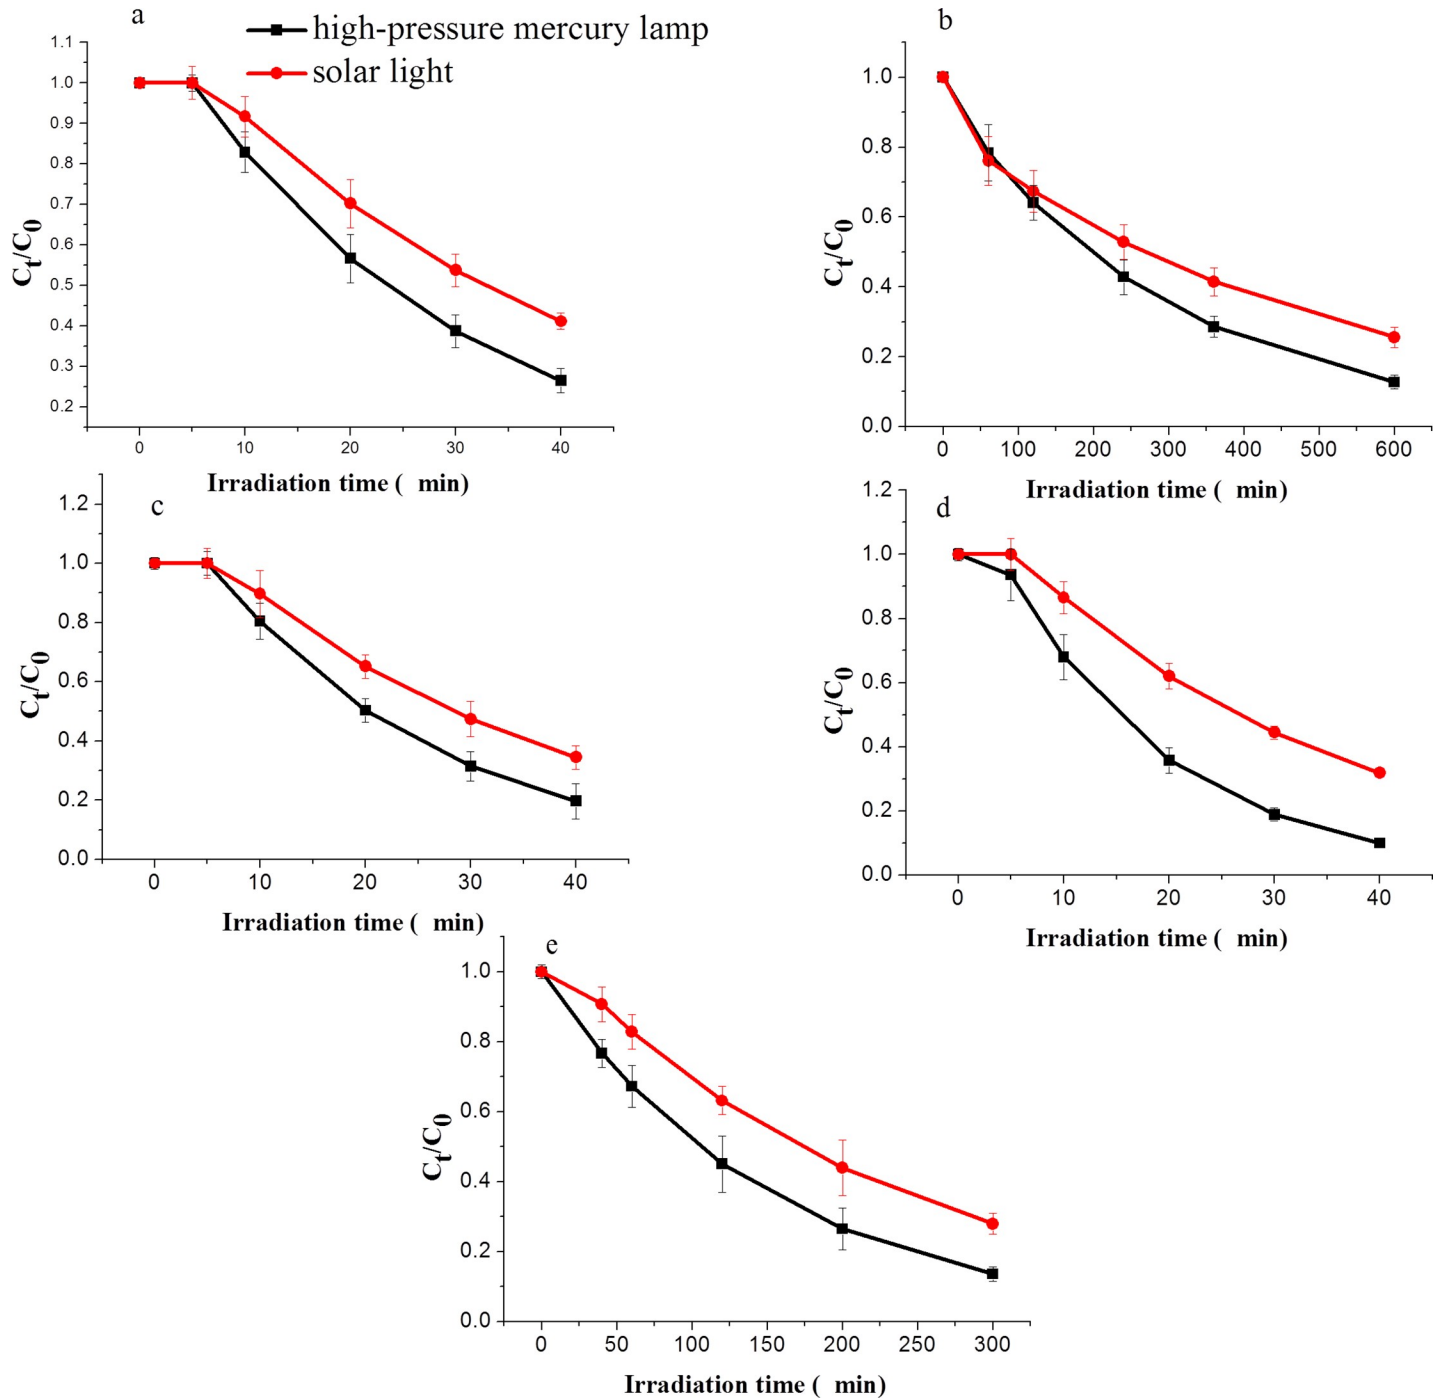 a
high-pressure mercury lamp
solar light
1.1
1.0
0.9
0.8
0.7
0.6
0.5
0.4
0.3
0.2
Ct/C0
0 10 20 30 40
Irradiation time ( min)
b
1.0
0.8
0.6
0.4
0.2
0.0
Ct/C0
0 100 200 300 400 500 600
Irradiation time ( min)
c
1.2
1.0
0.8
0.6
0.4
0.2
0.0
Ct/C0
0 10 20 30 40
Irradiation time ( min)
d
1.2
1.0
0.8
0.6
0.4
0.2
0.0
Ct/C0
0 10 20 30 40
Irradiation time ( min)
e
1.0
0.8
0.6
0.4
0.2
0.0
Ct/C0
0 50 100 150 200 250 300
Irradiation time ( min)